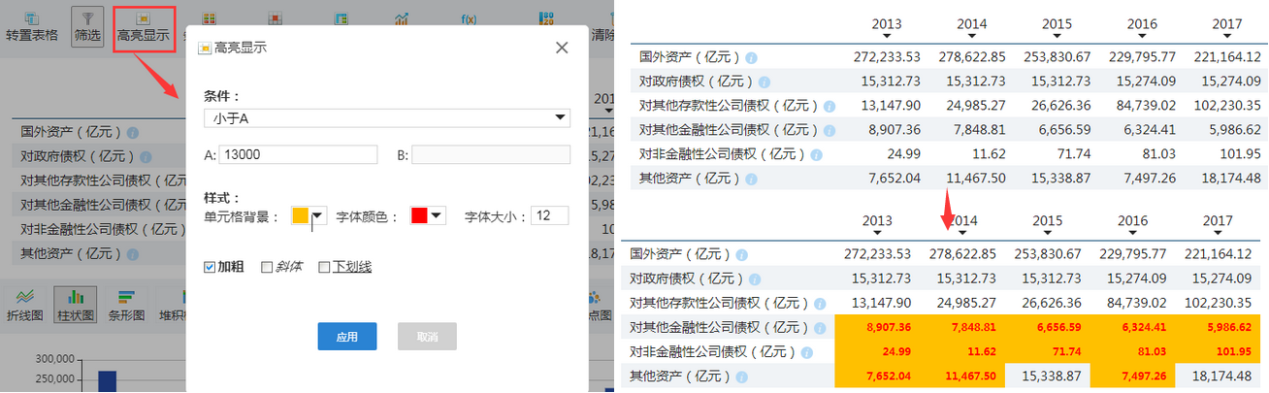 转置表格 筛选 高亮显示 f(x) 清除
高亮显示
条件：
小于A
A: 13000 B:
样式：
单元格背景： 字体颜色： 字体大小： 12
加粗 斜体 下划线
应用 取消
国外资产（亿元）
对政府债权（亿元）
对其他存款性公司债权（亿元
对其他金融性公司债权（亿元
对非金融性公司债权（亿元）
其他资产（亿元）
折线图 柱状图 条形图 堆积 点图
300,000
250,000
2013 2014 2015 2016 2017
国外资产（亿元） 272,233.53 278,622.85 253,830.67 229,795.77 221,164.12
对政府债权（亿元） 15,312.73 15,312.73 15,312.73 15,274.09 15,274.09
对其他存款性公司债权（亿元） 13,147.90 24,985.27 26,626.36 84,739.02 102,230.35
对其他金融性公司债权（亿元） 8,907.36 7,848.81 6,656.59 6,324.41 5,986.62
对非金融性公司债权（亿元） 24.99 11.62 71.74 81.03 101.95
其他资产（亿元） 7,652.04 11,467.50 15,338.87 7,497.26 18,174.48
2013 2014 2015 2016 2017
国外资产（亿元） 272,233.53 278,622.85 253,830.67 229,795.77 221,164.12
对政府债权（亿元） 15,312.73 15,312.73 15,312.73 15,274.09 15,274.09
对其他存款性公司债权（亿元） 13,147.90 24,985.27 26,626.36 84,739.02 102,230.35
对其他金融性公司债权（亿元） 8,907.36 7,848.81 6,656.59 6,324.41 5,986.62
对非金融性公司债权（亿元） 24.99 11.62 71.74 81.03 101.95
其他资产（亿元） 7,652.04 11,467.50 15,338.87 7,497.26 18,174.48